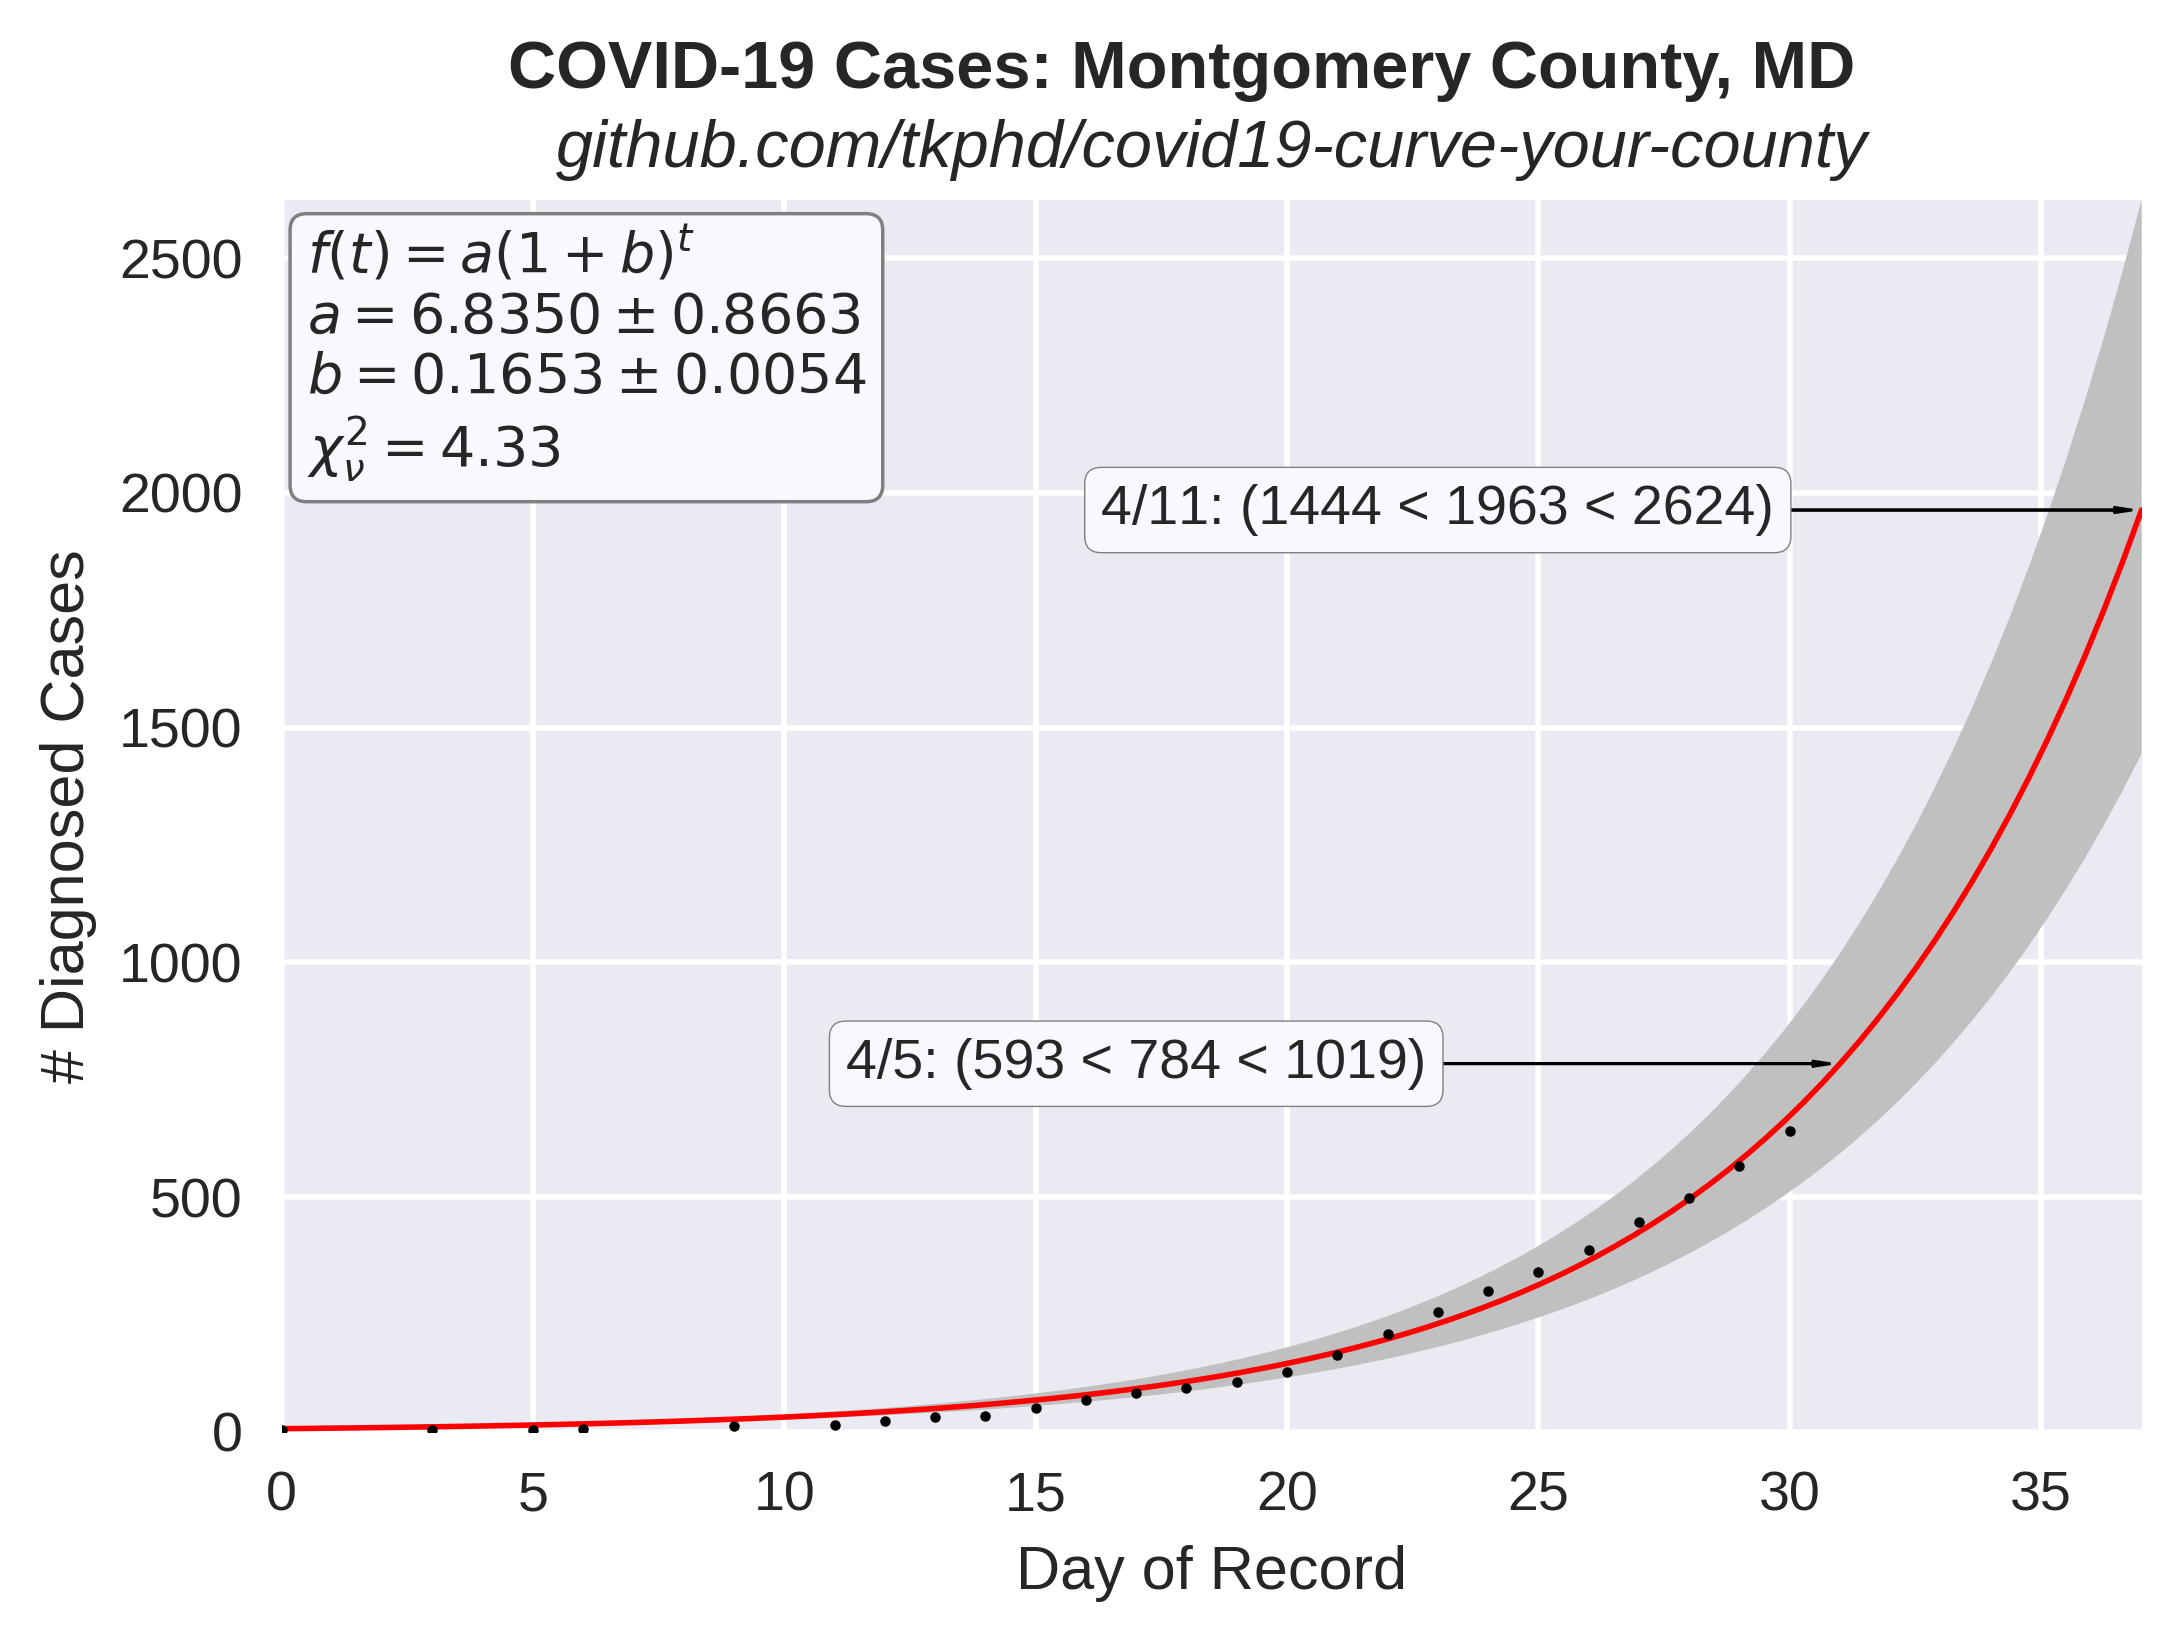 COVID-19 Cases: Montgomery County, MD
github.com/tkphd/covid19-curve-your-county
f(t) = a(1 + b)^t
a = 6.8350 ± 0.8663
b = 0.1653 ± 0.0054
χ²ᵥ = 4.33
4/11: (1444 < 1963 < 2624)
4/5: (593 < 784 < 1019)
# Diagnosed Cases
2500
2000
1500
1000
500
0
0 5 10 15 20 25 30 35
Day of Record